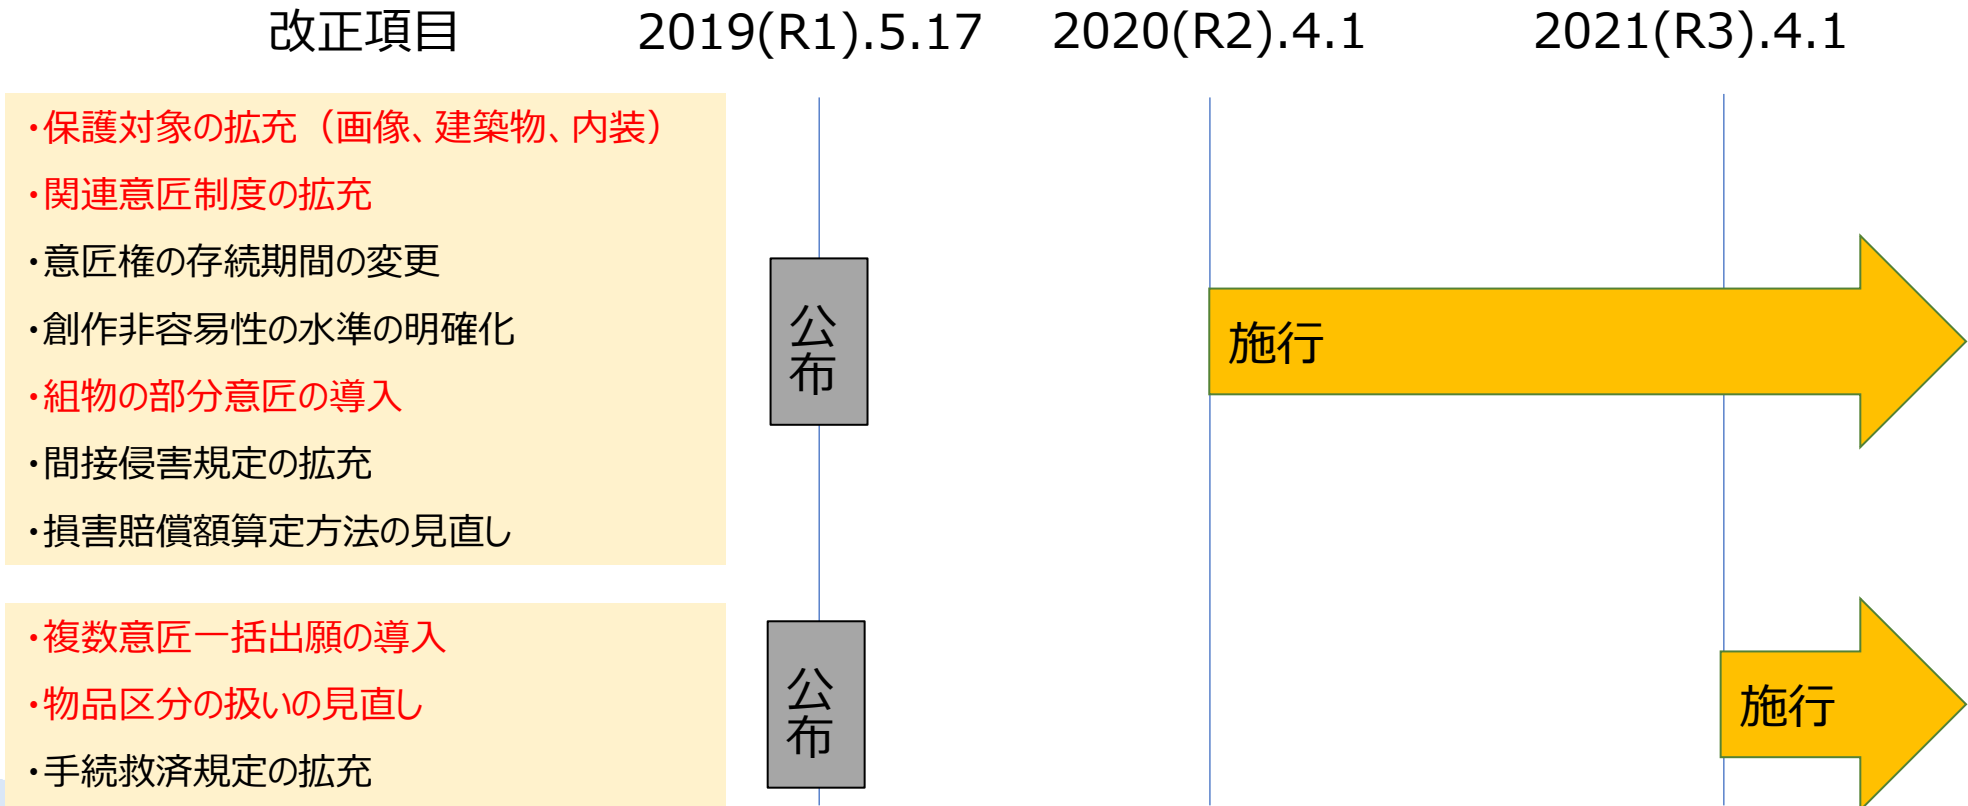 改正項目 2019(R1).5.17 2020(R2).4.1 2021(R3).4.1
・保護対象の拡充（画像、建築物、内装）
・関連意匠制度の拡充
・意匠権の存続期間の変更
・創作非容易性の水準の明確化
・組物の部分意匠の導入
・間接侵害規定の拡充
・損害賠償額算定方法の見直し
公布
施行
・複数意匠一括出願の導入
・物品区分の扱いの見直し
・手続救済規定の拡充
公布
施行